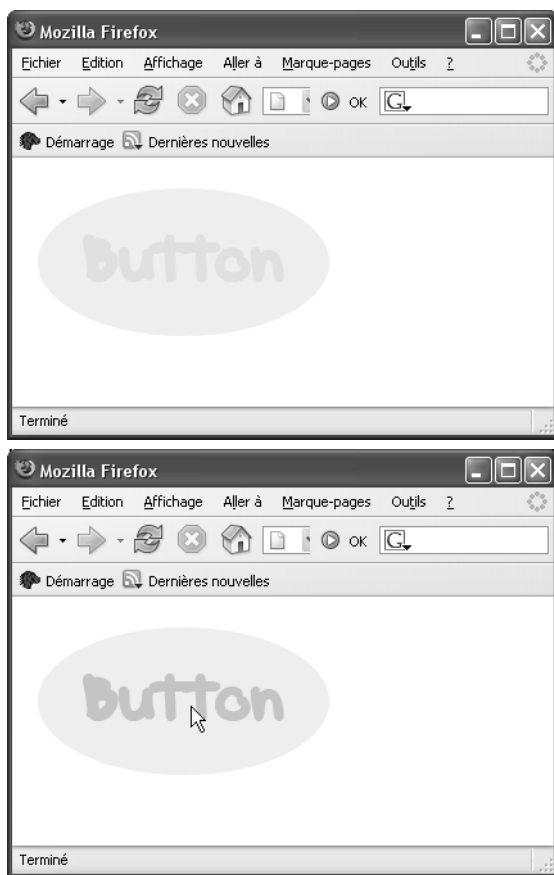 Mozilla Firefox
Fichier Edition Affichage Aller à Marque-pages Outils ?
OK G
Démarrage Dernières nouvelles
Button
Terminé
Mozilla Firefox
Fichier Edition Affichage Aller à Marque-pages Outils ?
OK G
Démarrage Dernières nouvelles
Button
Terminé